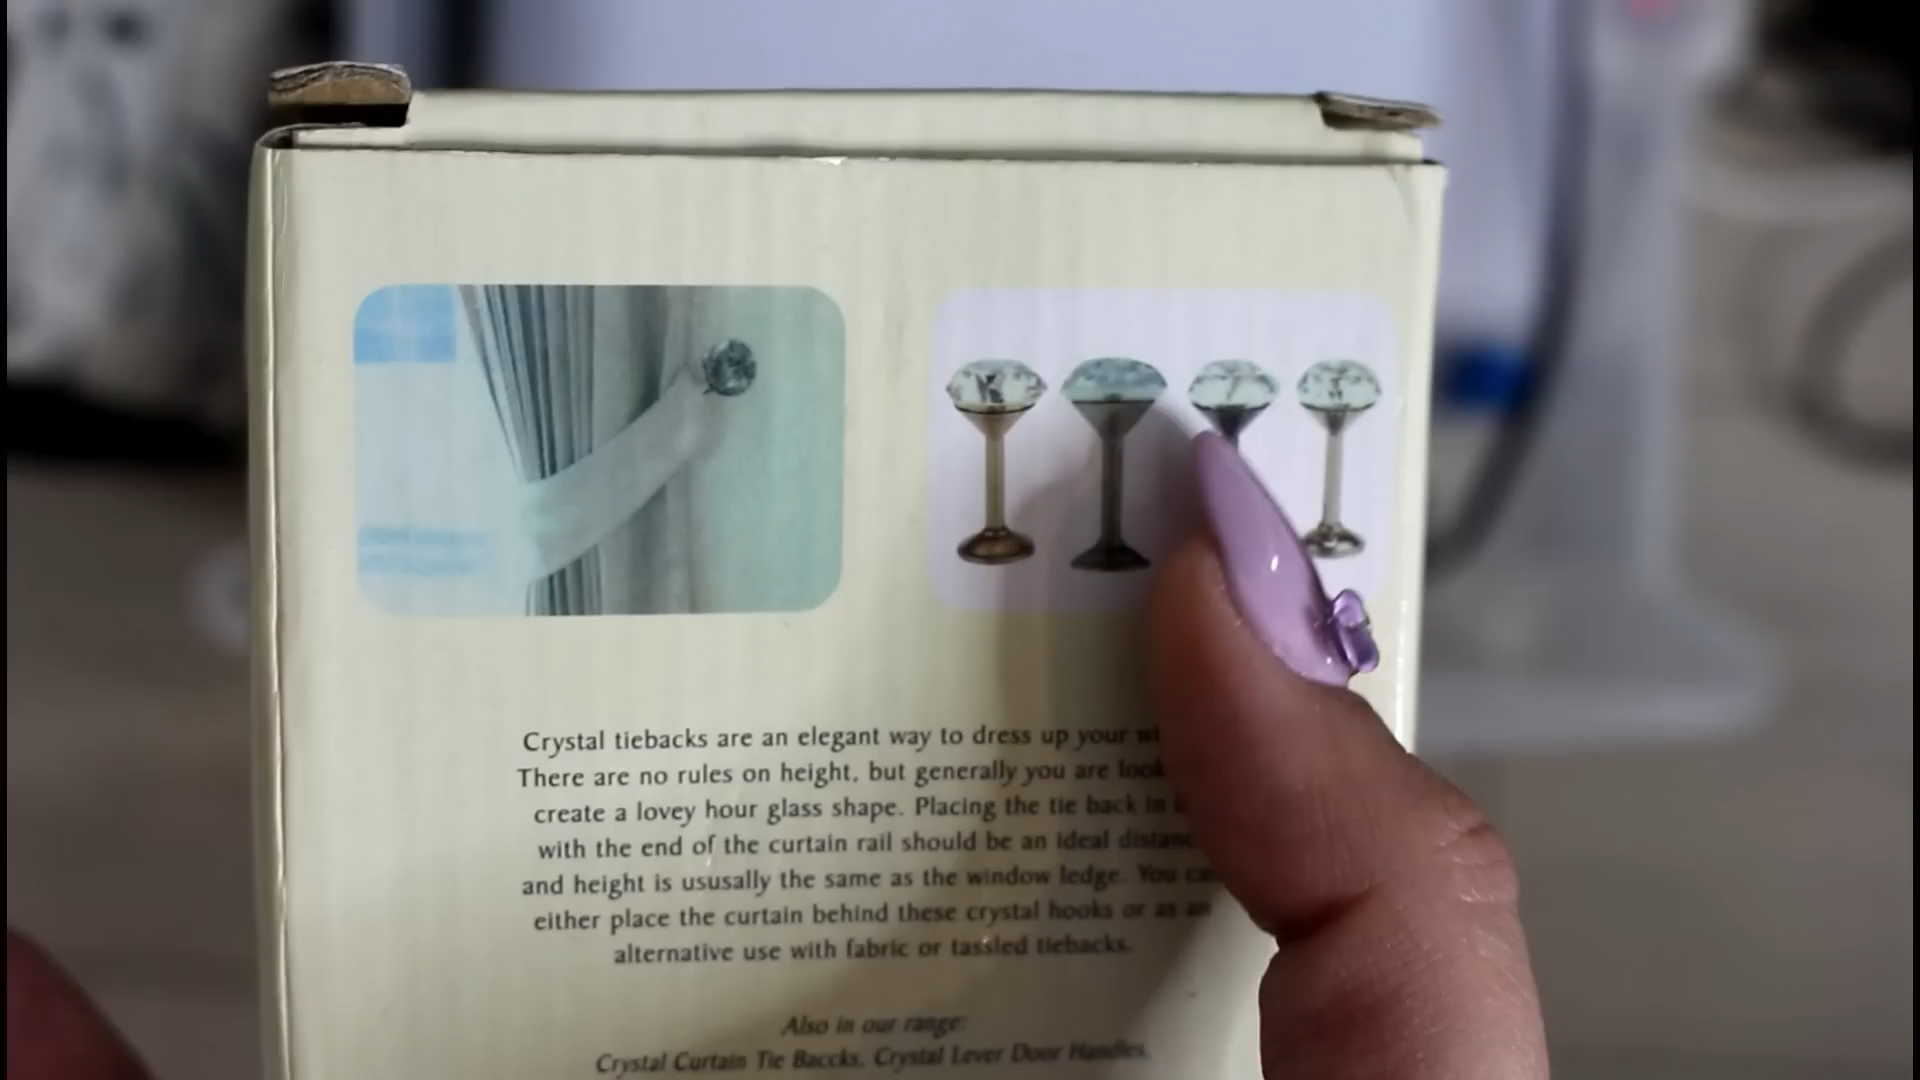 Crystal tiebacks are an elegant way to dress up your
There are no rules on height, but generally you are
create a lovey hour glass shape. Placing the tie back in
with the end of the curtain rail should be an ideal
and height is ususally the same as the window ledge. You
either place the curtain behind these crystal hooks or as an
alternative use with fabric or tassled tiebacks.
Also in our range:
Crystal Curtain Tie Baccks, Crystal Lever Door Handles,